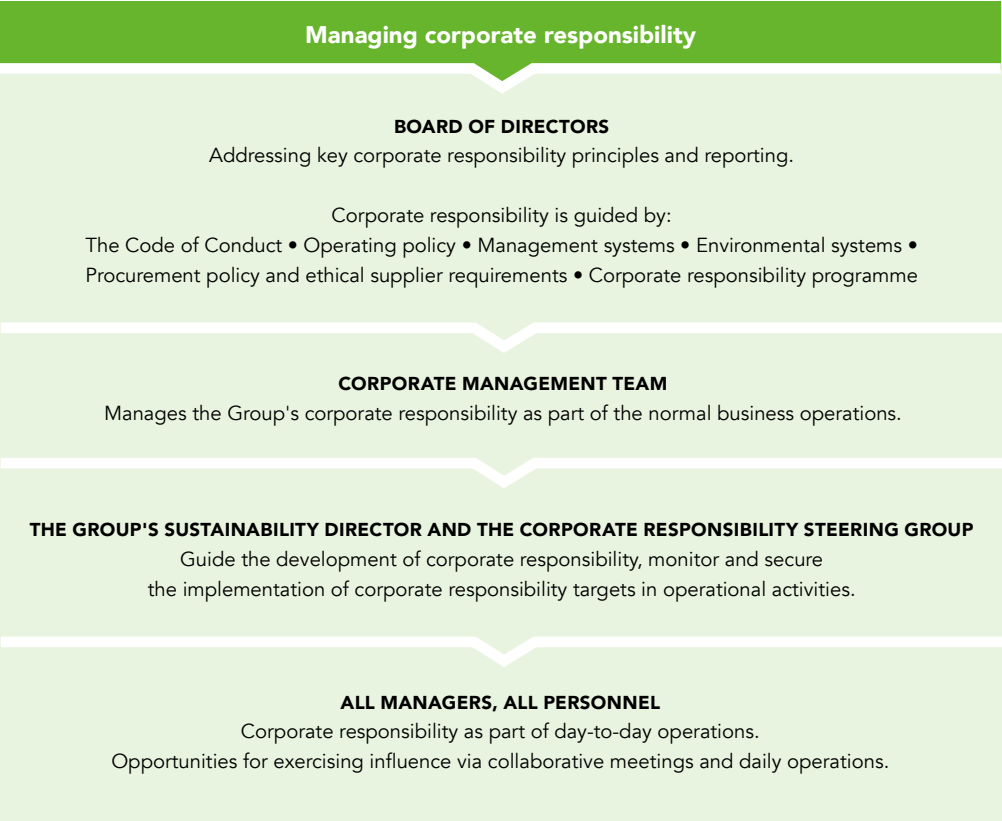 Managing corporate responsibility
BOARD OF DIRECTORS
Addressing key corporate responsibility principles and reporting.
Corporate responsibility is guided by:
The Code of Conduct • Operating policy • Management systems • Environmental systems •
Procurement policy and ethical supplier requirements • Corporate responsibility programme
CORPORATE MANAGEMENT TEAM
Manages the Group's corporate responsibility as part of the normal business operations.
THE GROUP'S SUSTAINABILITY DIRECTOR AND THE CORPORATE RESPONSIBILITY STEERING GROUP
Guide the development of corporate responsibility, monitor and secure
the implementation of corporate responsibility targets in operational activities.
ALL MANAGERS, ALL PERSONNEL
Corporate responsibility as part of day-to-day operations.
Opportunities for exercising influence via collaborative meetings and daily operations.